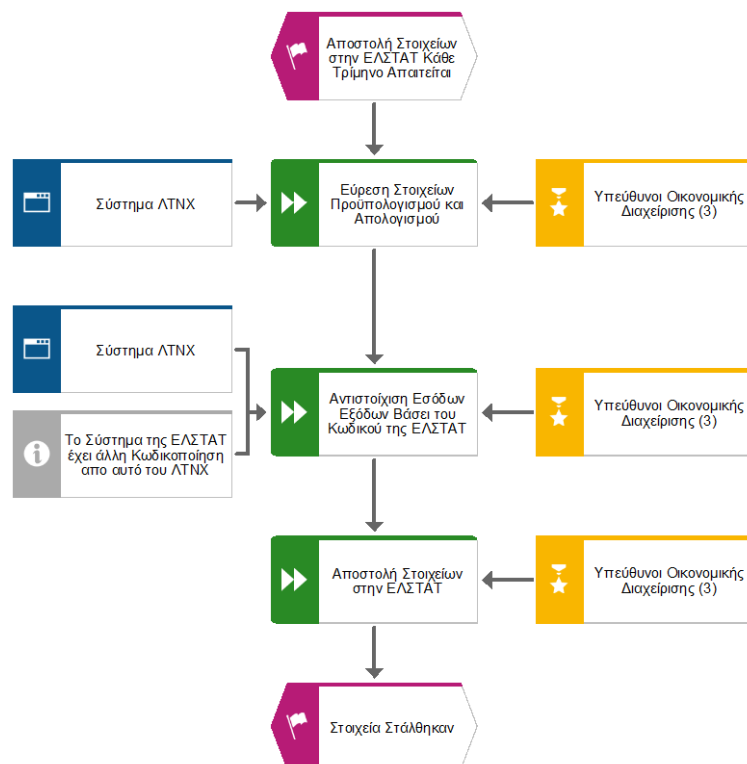 Αποστολή Στοιχείων
στην ΕΛΣΤΑΤ Κάθε
Τρίμηνο Απαιτείται
Σύστημα ΛΤΝΧ
Εύρεση Στοιχείων
Προϋπολογισμού και
Απολογισμού
Υπεύθυνοι Οικονομικής
Διαχείρισης (3)
Σύστημα ΛΤΝΧ
Το Σύστημα της ΕΛΣΤΑΤ
έχει άλλη Κωδικοποίηση
απο αυτό του ΛΤΝΧ
Αντιστοίχιση Εσόδων
Εξόδων Βάσει του
Κωδικού της ΕΛΣΤΑΤ
Υπεύθυνοι Οικονομικής
Διαχείρισης (3)
Αποστολή Στοιχείων
στην ΕΛΣΤΑΤ
Υπεύθυνοι Οικονομικής
Διαχείρισης (3)
Στοιχεία Στάλθηκαν